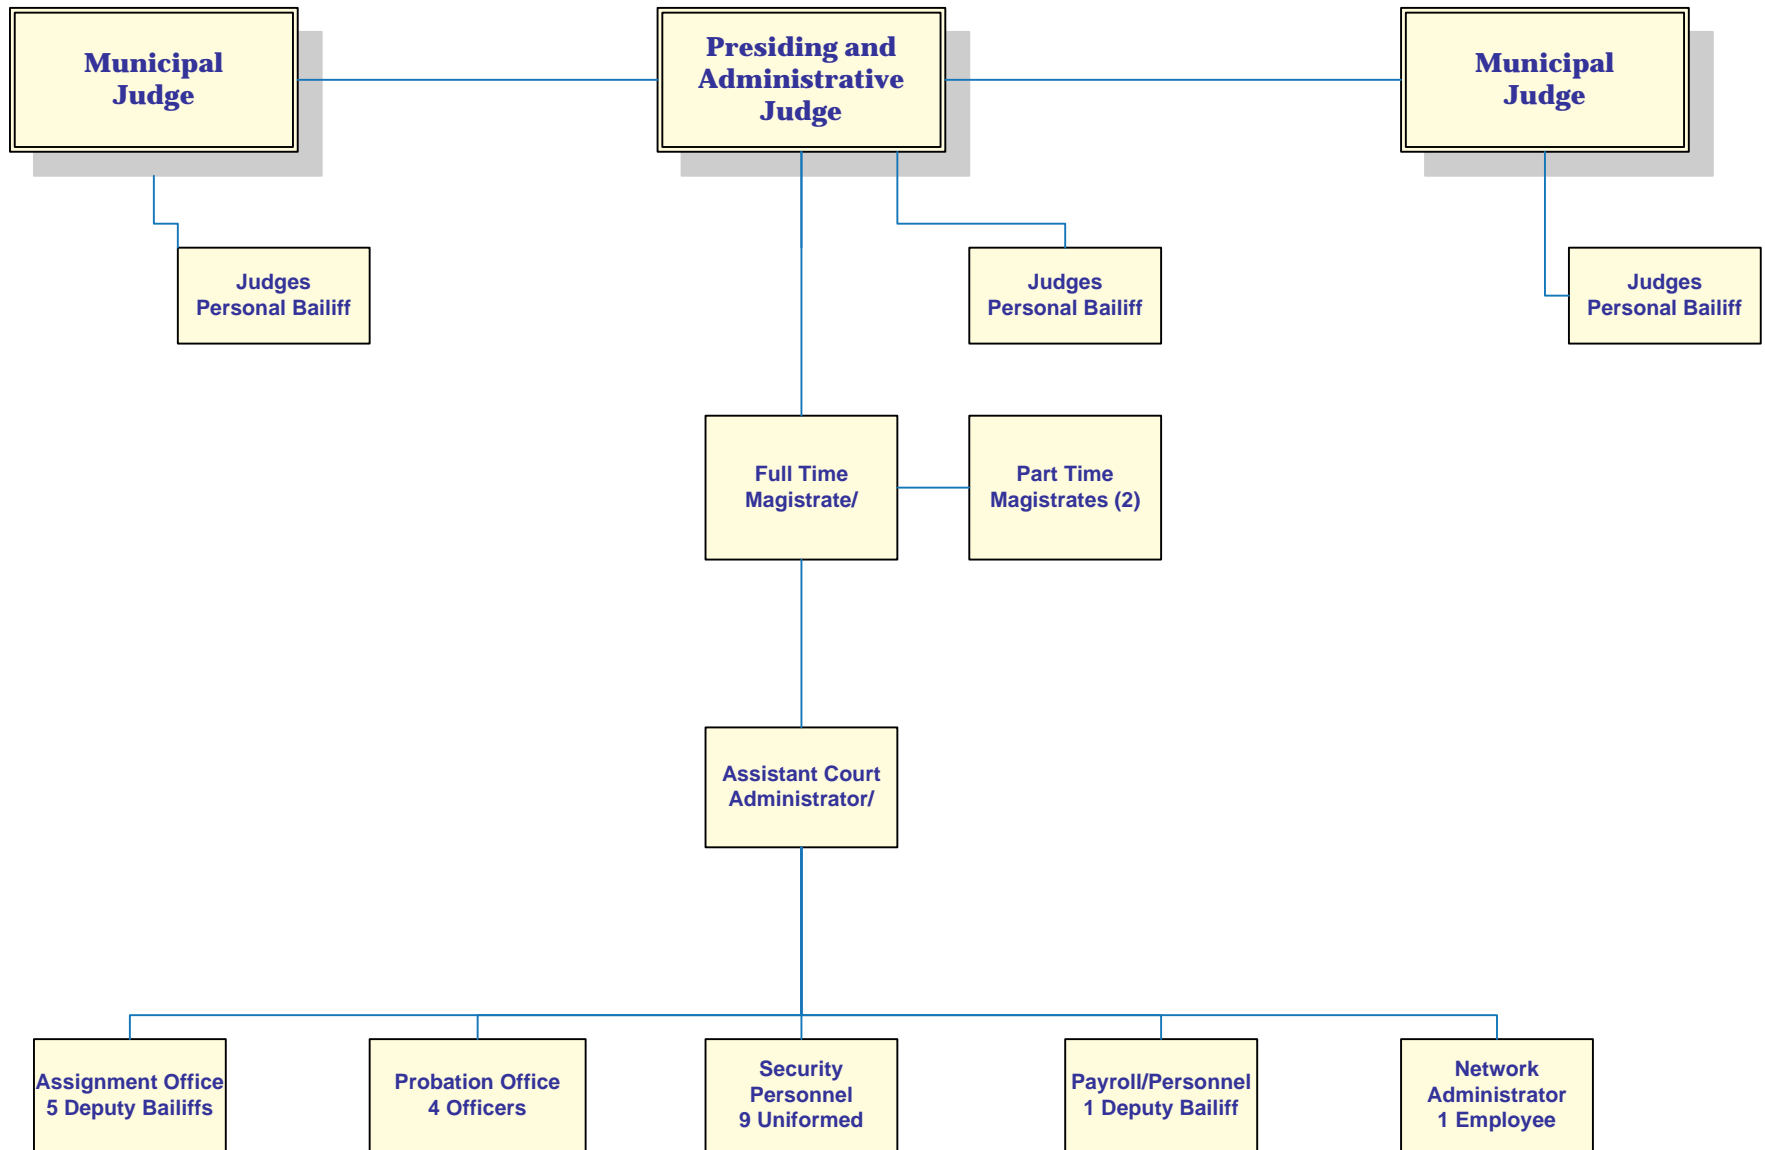 Municipal
Judge
Presiding and
Administrative
Judge
Municipal
Judge
Judges
Personal Bailiff
Judges
Personal Bailiff
Judges
Personal Bailiff
Full Time
Magistrate/
Part Time
Magistrates (2)
Assistant Court
Administrator/
Assignment Office
5 Deputy Bailiffs
Probation Office
4 Officers
Security
Personnel
9 Uniformed
Payroll/Personnel
1 Deputy Bailiff
Network
Administrator
1 Employee